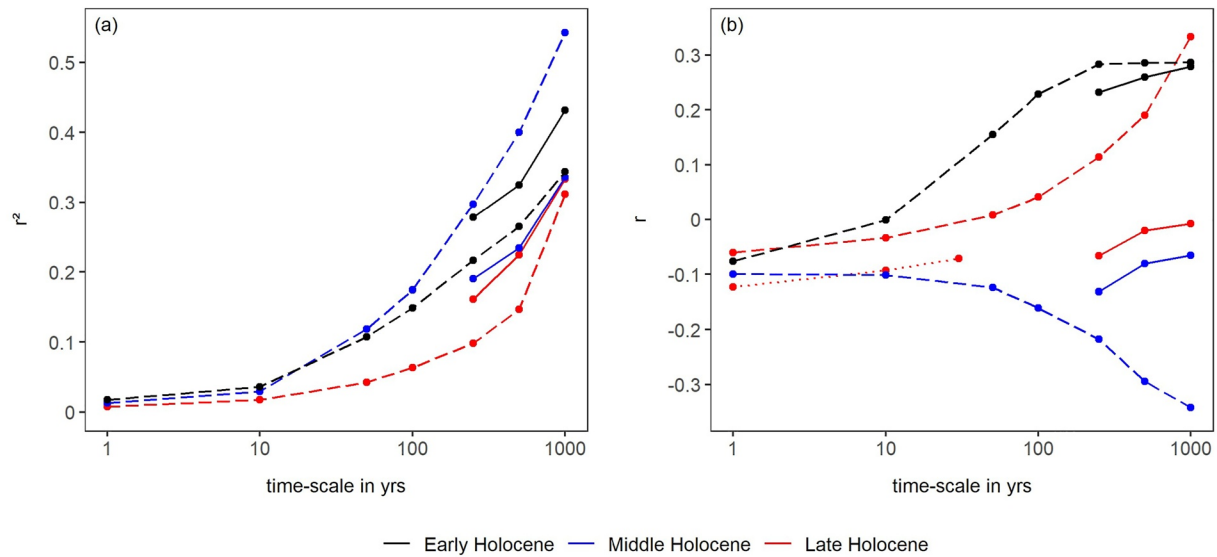 (a)
0.5
0.4
0.3
0.2
0.1
0
r²
1 10 100 1000
time-scale in yrs
(b)
0.3
0.2
0.1
0
-0.1
-0.2
-0.3
r
1 10 100 1000
time-scale in yrs
Early Holocene Middle Holocene Late Holocene